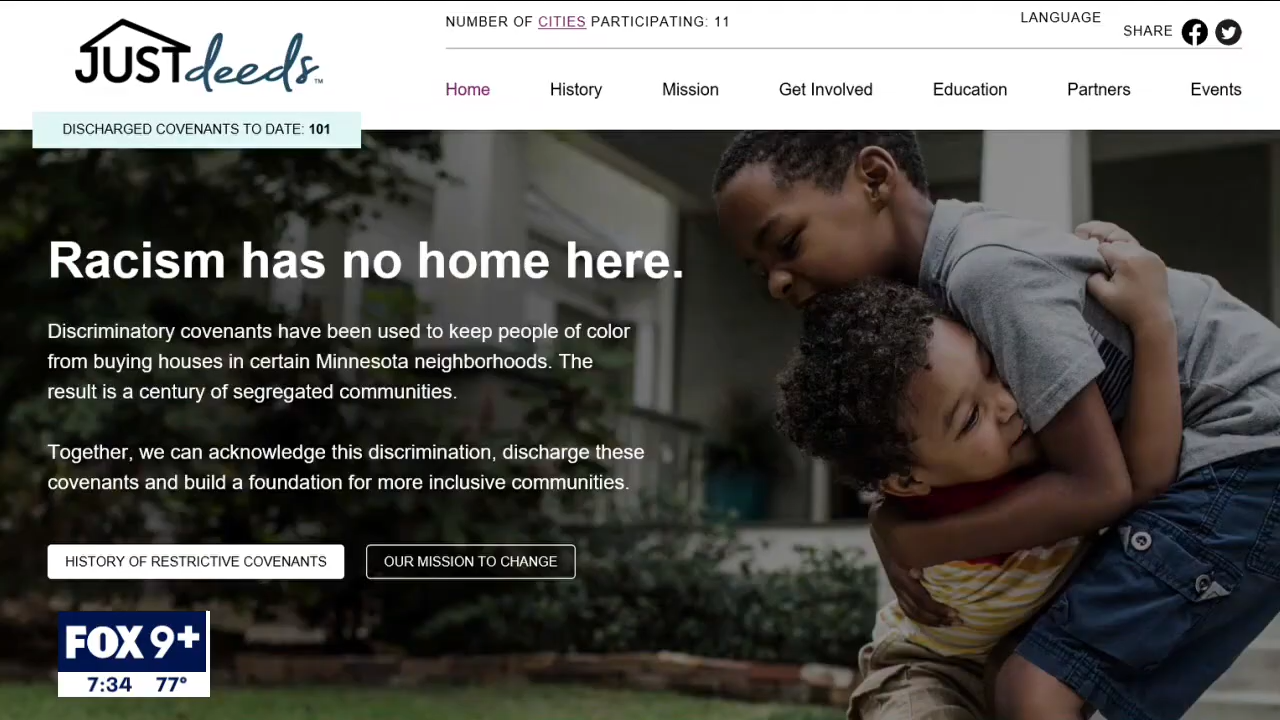 JUSTdeeds™
NUMBER OF CITIES PARTICIPATING: 11
LANGUAGE
SHARE
Home History Mission Get Involved Education Partners Events
DISCHARGED COVENANTS TO DATE: 101
Racism has no home here.
Discriminatory covenants have been used to keep people of color
from buying houses in certain Minnesota neighborhoods. The
result is a century of segregated communities.
Together, we can acknowledge this discrimination, discharge these
covenants and build a foundation for more inclusive communities.
HISTORY OF RESTRICTIVE COVENANTS
OUR MISSION TO CHANGE
FOX 9+
7:34 77°